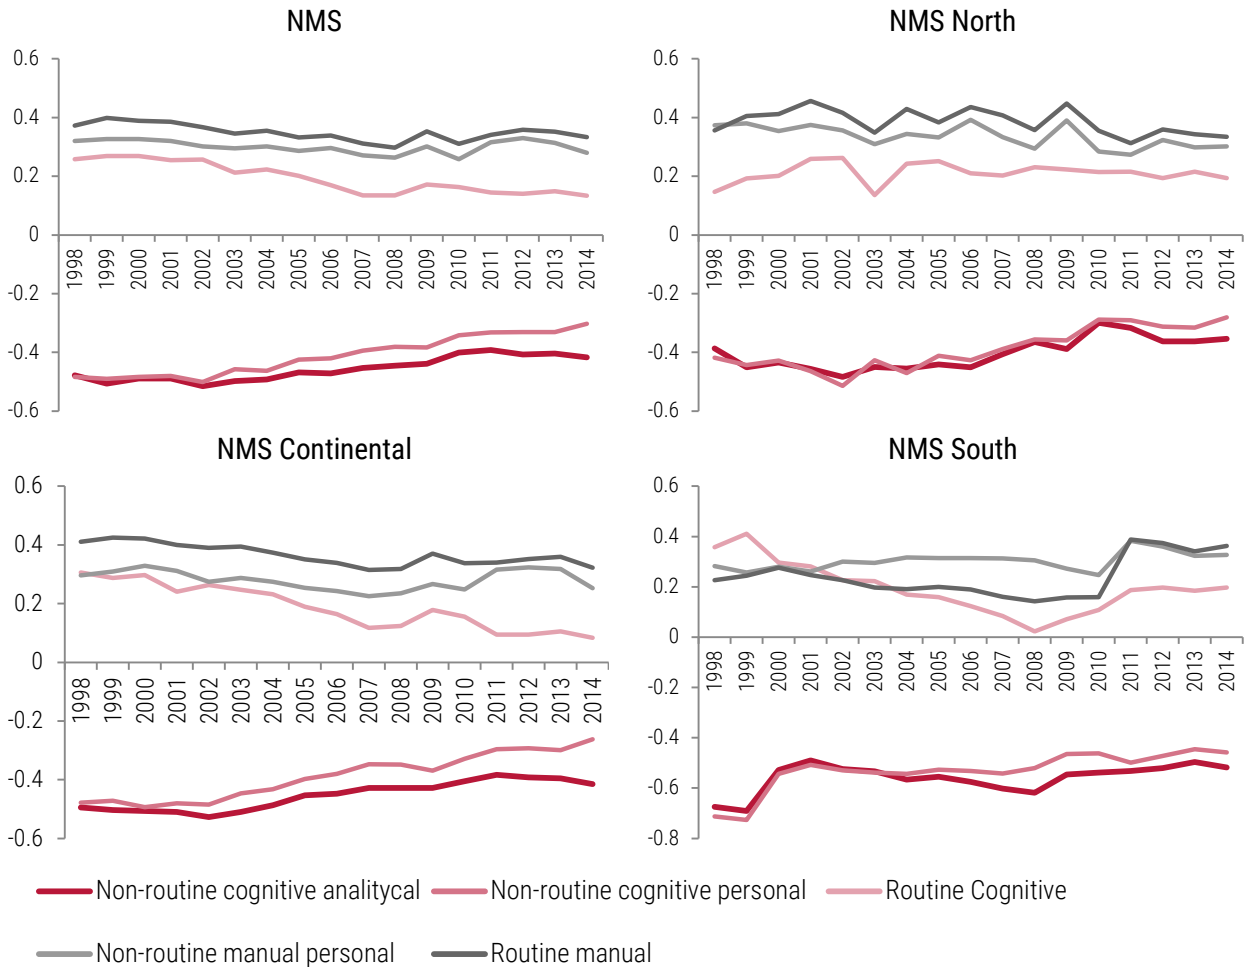 NMS
0.6
0.4
0.2
0
-0.2
-0.4
-0.6
1998 1999 2000 2001 2002 2003 2004 2005 2006 2007 2008 2009 2010 2011 2012 2013 2014
NMS North
0.6
0.4
0.2
0
-0.2
-0.4
-0.6
1998 1999 2000 2001 2002 2003 2004 2005 2006 2007 2008 2009 2010 2011 2012 2013 2014
NMS Continental
0.6
0.4
0.2
0
-0.2
-0.4
-0.6
1998 1999 2000 2001 2002 2003 2004 2005 2006 2007 2008 2009 2010 2011 2012 2013 2014
NMS South
0.6
0.4
0.2
0
-0.2
-0.4
-0.6
-0.8
1998 1999 2000 2001 2002 2003 2004 2005 2006 2007 2008 2009 2010 2011 2012 2013 2014
Non-routine cognitive analitycal Non-routine cognitive personal Routine Cognitive
Non-routine manual personal Routine manual